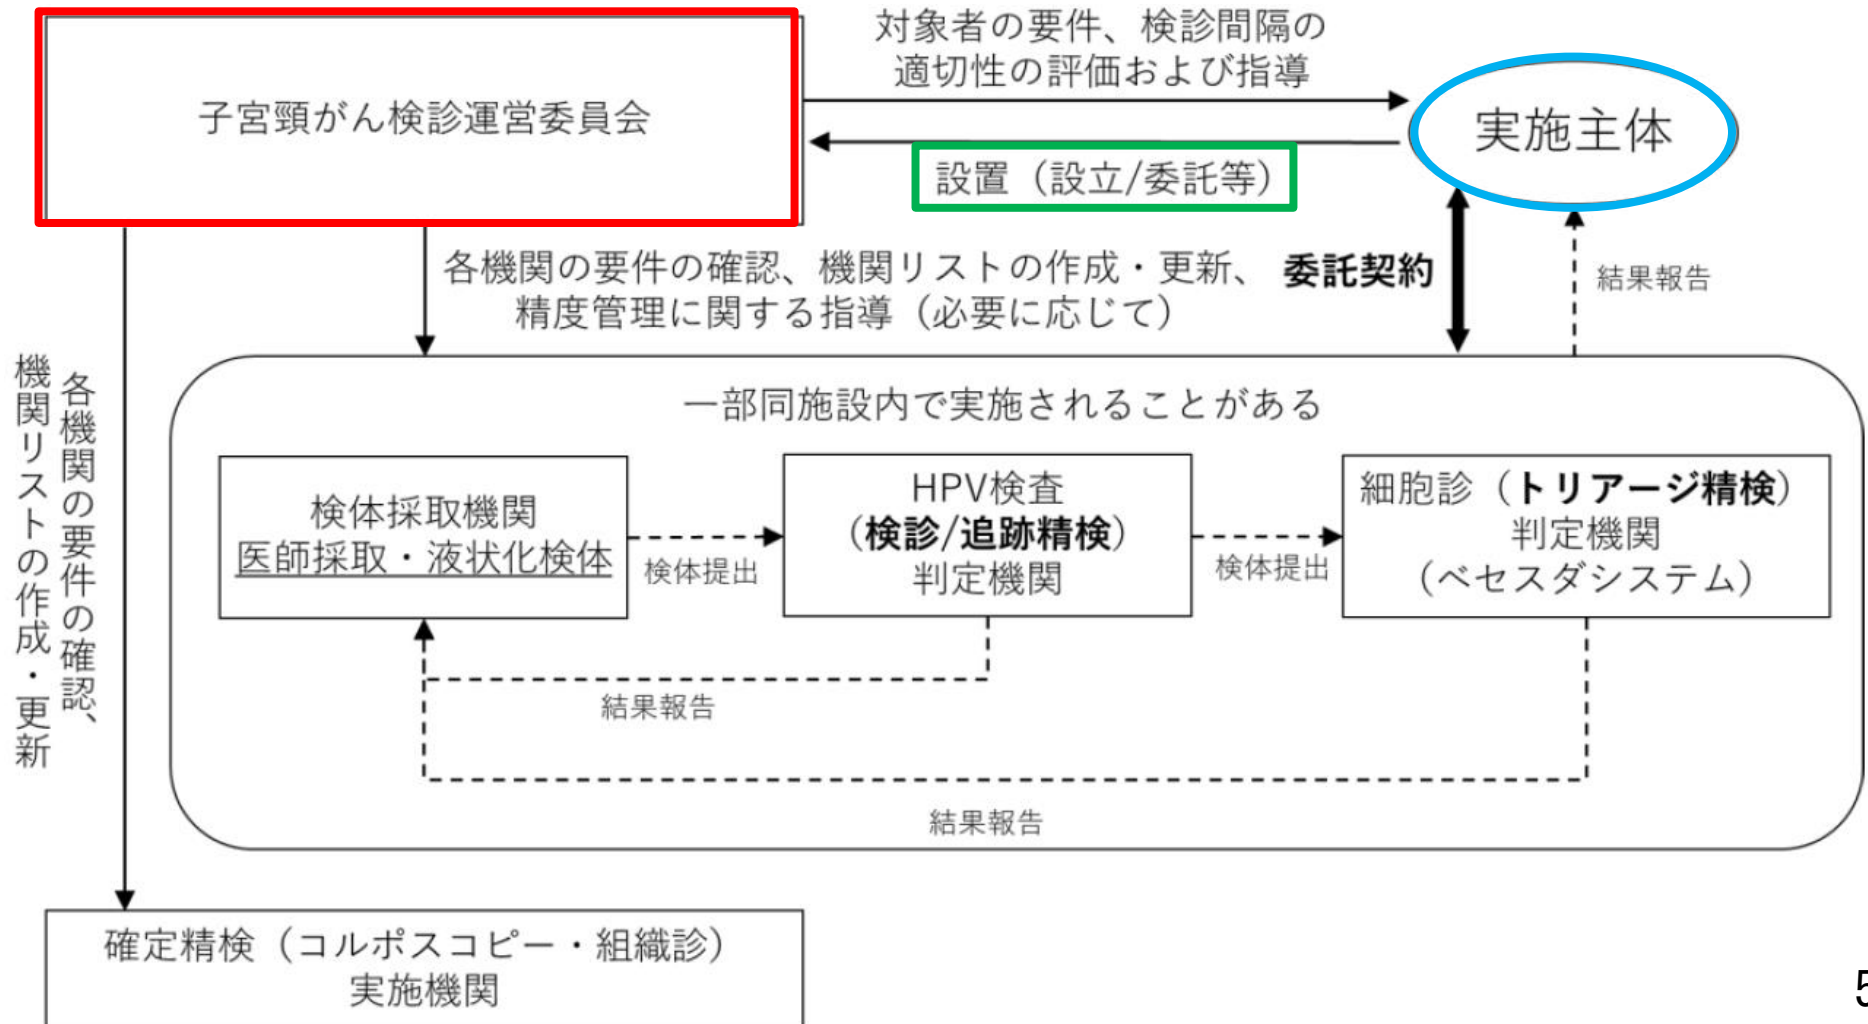 対象者の要件、検診間隔の
適切性の評価および指導
子宮頸がん検診運営委員会
実施主体
設置（設立/委託等）
各機関の要件の確認、機関リストの作成・更新、
精度管理に関する指導（必要に応じて）
委託契約
結果報告
各機関の要件の確認、
機関リストの作成・更新
一部同施設内で実施されることがある
検体採取機関
医師採取・液状化検体
検体提出
HPV検査
（検診/追跡精検）
判定機関
検体提出
細胞診（トリアージ精検）
判定機関
（ベセスダシステム）
結果報告
結果報告
確定精検（コルポスコピー・組織診）
実施機関
5